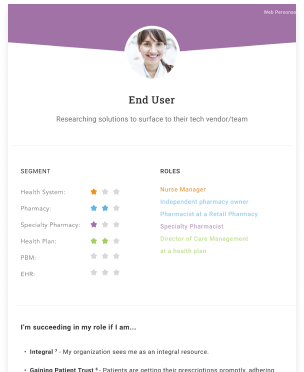 Web Personas
End User
Researching solutions to surface to their tech vendor/team
SEGMENT
Health System:
Pharmacy:
Specialty Pharmacy:
Health Plan:
PBM:
EHR:
ROLES
Nurce Manager
Independent pharmacy owner
Pharmacist at a Retail Pharmacy
Specialty Pharmacist
Director of Care Management
at a health plan
I'm succeeding in my role if I am...
• Integral - My organization sees me as an integral resource.
• Gaining Patient Trust - Patients are getting their prescriptions promptly, adhering